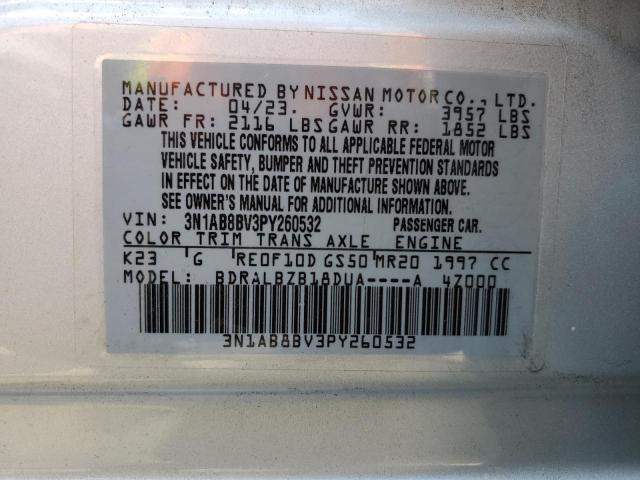 MANUFACTURED BY NISSAN MOTOR CO., LTD.
DATE: 04/23. GVWR: 3957 LBS
GAWR FR: 2116 LBS GAWR RR: 1852 LBS
THIS VEHICLE CONFORMS TO ALL APPLICABLE FEDERAL MOTOR
VEHICLE SAFETY, BUMPER AND THEFT PREVENTION STANDARDS
IN EFFECT ON THE DATE OF MANUFACTURE SHOWN ABOVE.
SEE OWNER'S MANUAL FOR ADDITIONAL INFORMATION.
VIN: 3N1AB8BV3PY260532 PASSENGER CAR.
COLOR TRIM TRANS AXLE ENGINE
K23 G RE0F10D GS50 MR20 1997 CC
MODEL: BDRALBZB18DUA----A 4Z000
3N1AB8BV3PY260532